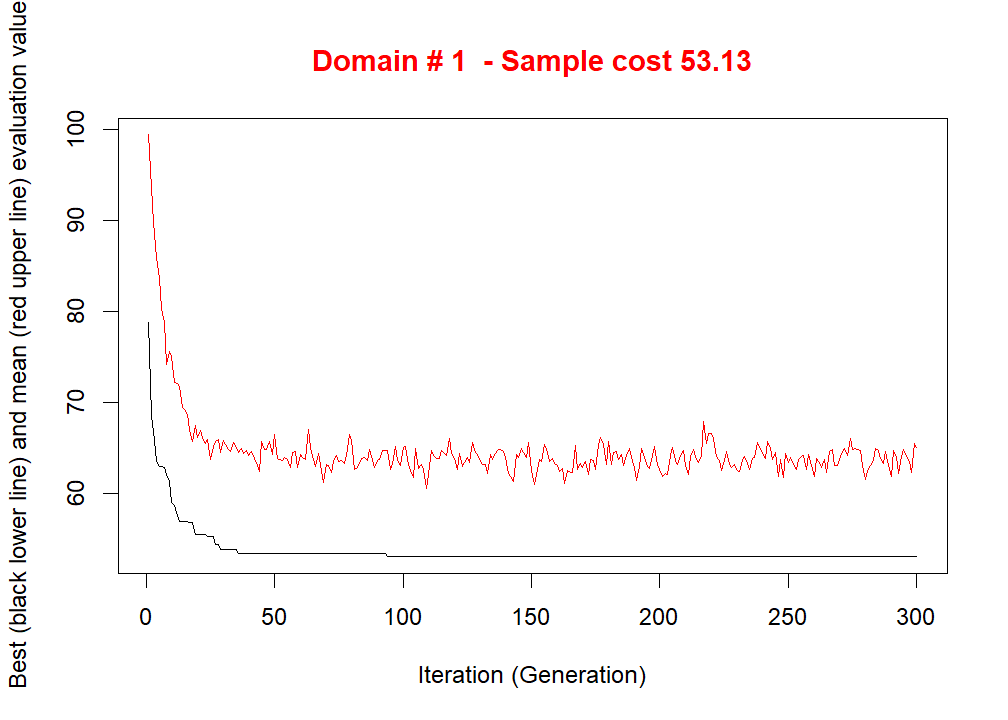 Domain # 1  - Sample cost 53.13
Best (black lower line) and mean (red upper line) evaluation value
100
90
80
70
60
0 50 100 150 200 250 300
Iteration (Generation)